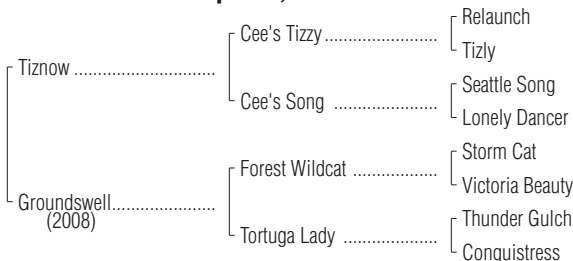 Relaunch
Cee's Tizzy
Tizly
Tiznow
Seattle Song
Cee's Song
Lonely Dancer
Storm Cat
Forest Wildcat
Victoria Beauty
Groundswell
(2008)
Thunder Gulch
Tortuga Lady
Conquistress